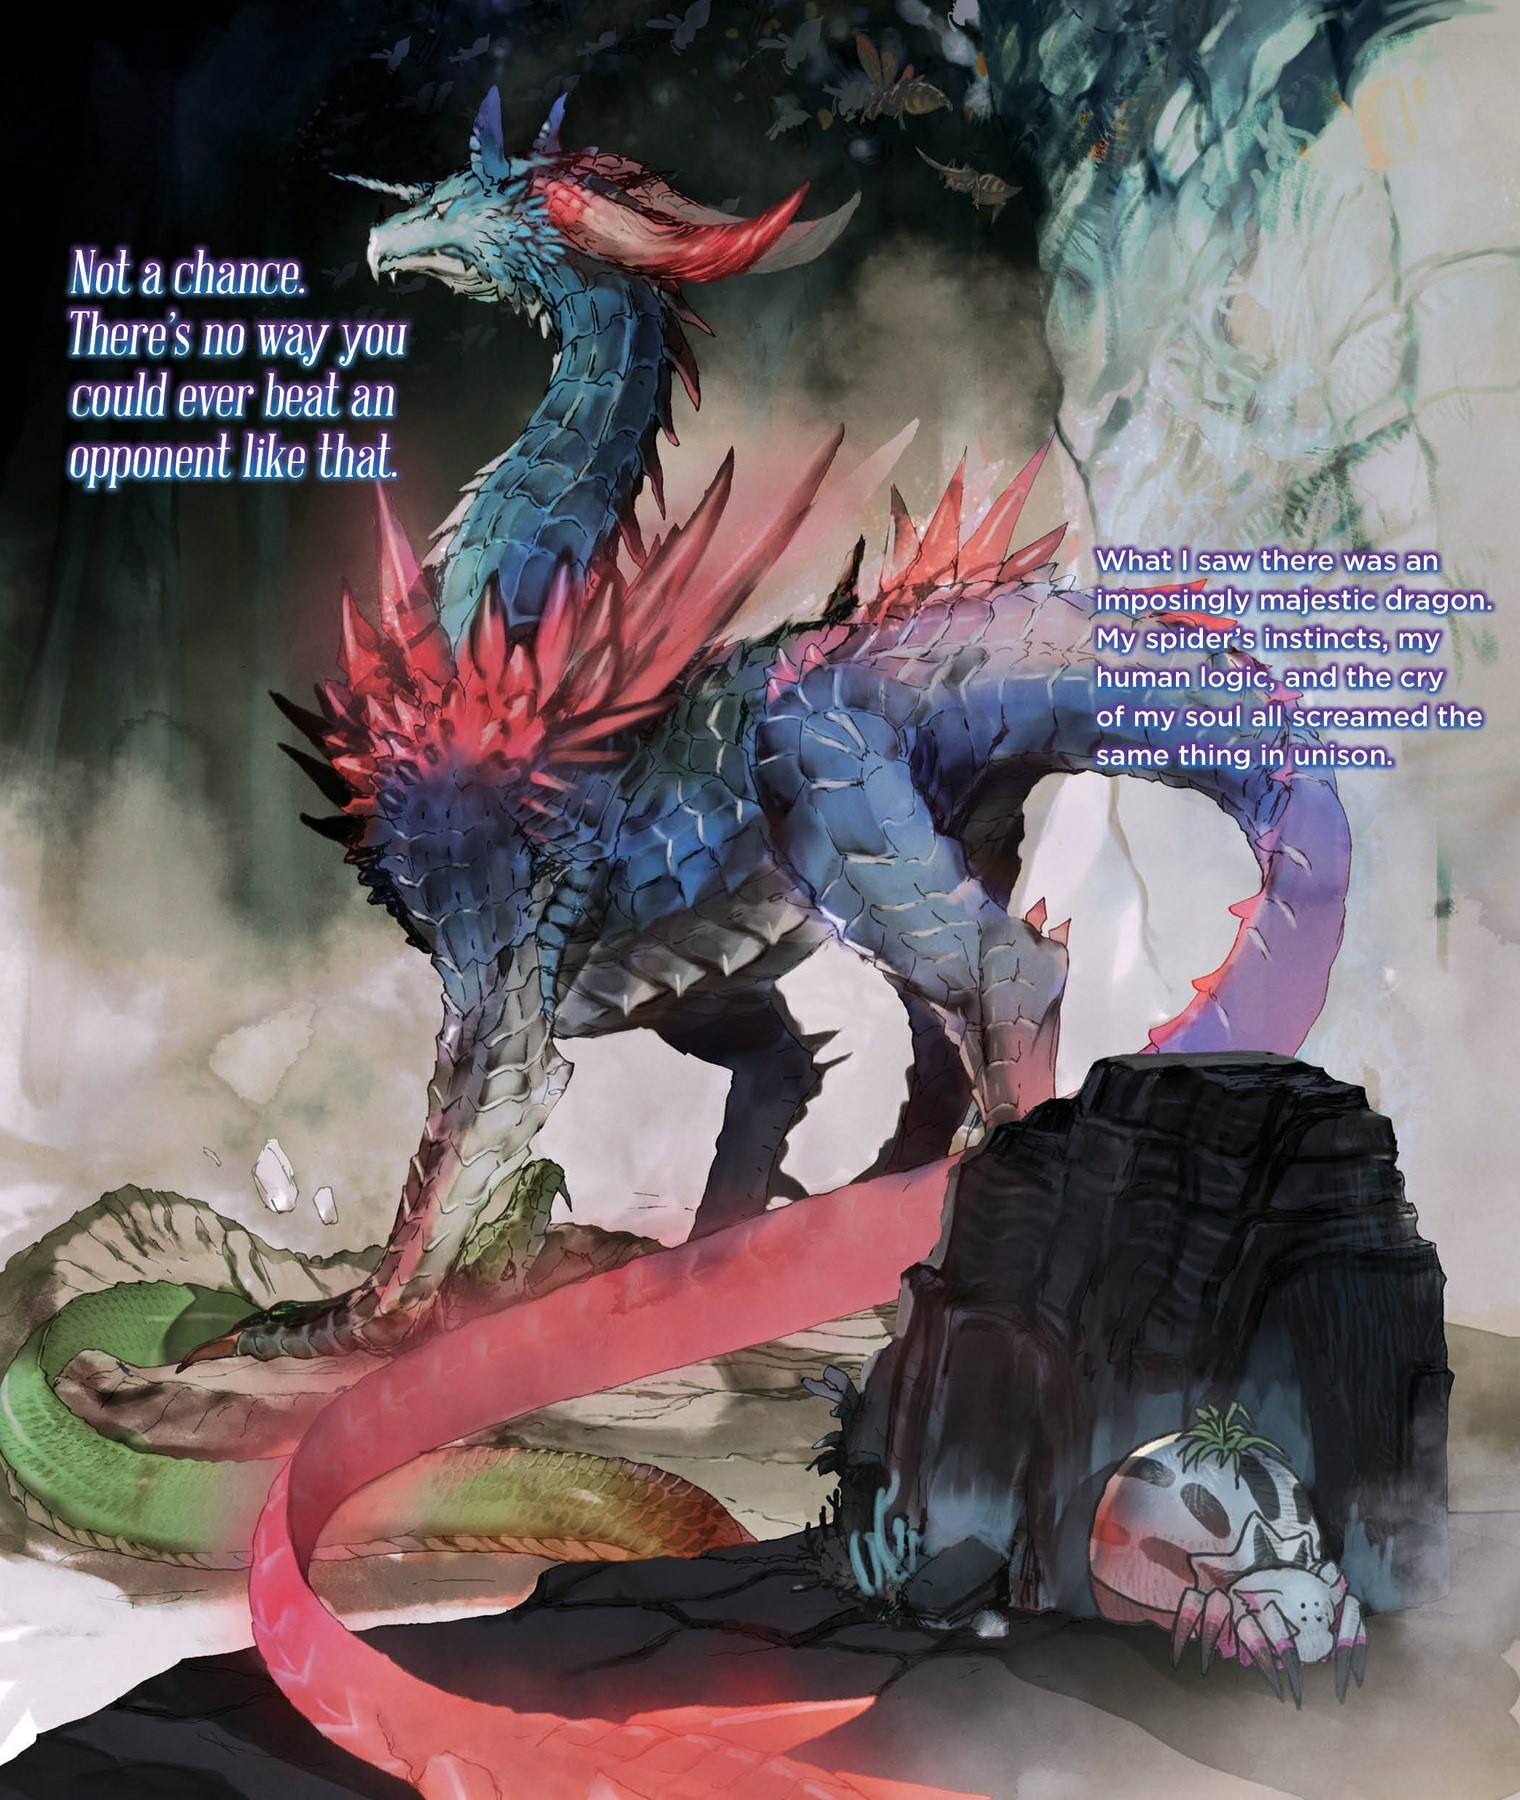 Not a chance.
There's no way you
could ever beat an
opponent like that.
What I saw there was an
imposingly majestic dragon.
My spider's instincts, my
human logic, and the cry
of my soul all screamed the
same thing in unison.